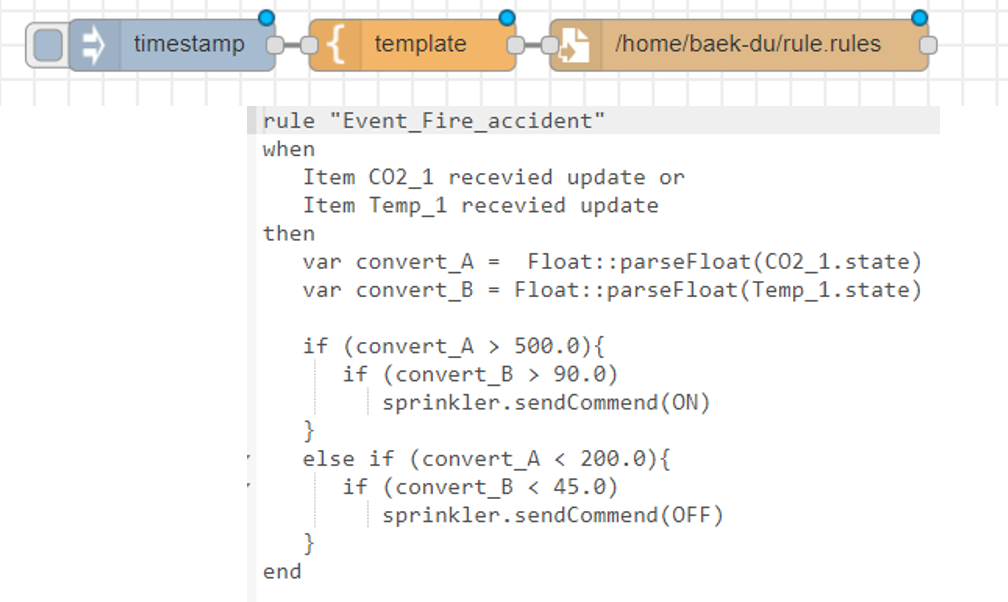 timestamp
template
/home/baek-du/rule.rules
rule "Event_Fire_accident"
when
Item CO2_1 recevied update or
Item Temp_1 recevied update
then
var convert_A =  Float::parseFloat(CO2_1.state)
var convert_B = Float::parseFloat(Temp_1.state)
if (convert_A > 500.0){
if (convert_B > 90.0)
sprinkler.sendCommend(ON)
}
else if (convert_A < 200.0){
if (convert_B < 45.0)
sprinkler.sendCommend(OFF)
}
end